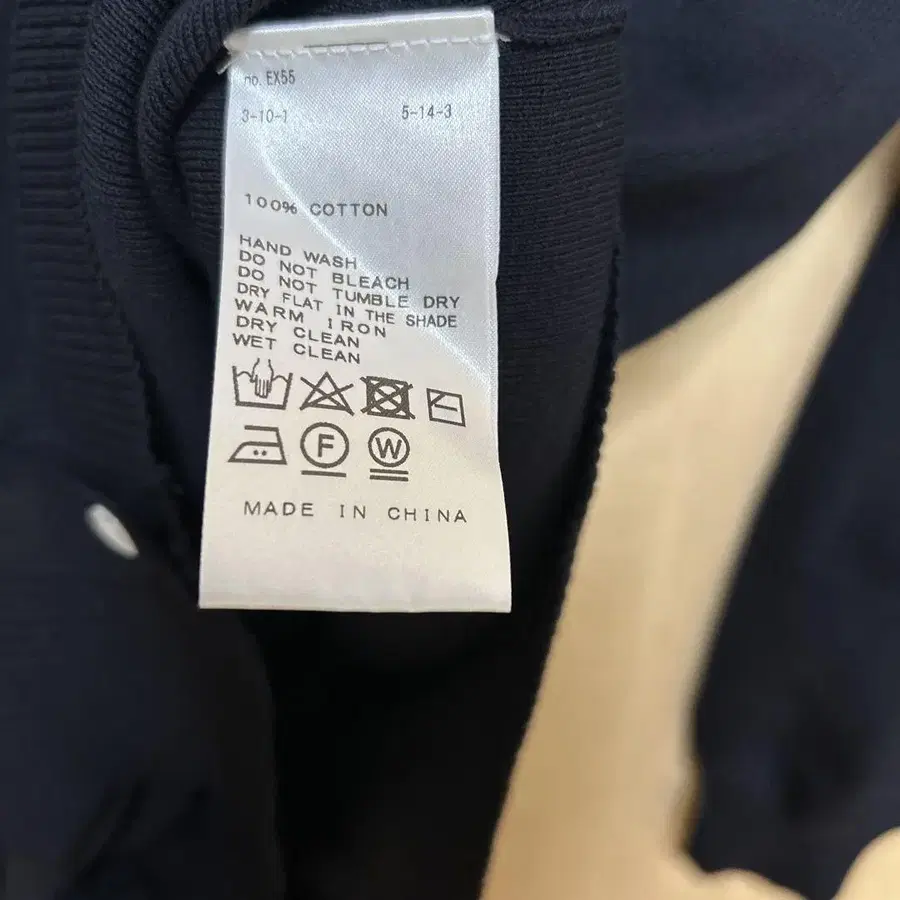 no. EX55
3-10-1 5-14-3
100% COTTON
HAND WASH
DO NOT BLEACH
DO NOT TUMBLE DRY
DRY FLAT IN THE SHADE
WARM IRON
DRY CLEAN
WET CLEAN
F W
MADE IN CHINA